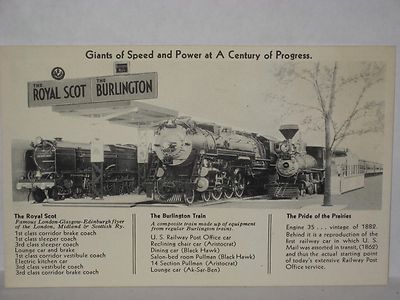 Giants of Speed and Power at A Century of Progress.
THE ROYAL SCOT
THE BURLINGTON
The Royal Scot
Famous London-Glasgow-Edinburgh flyer
of the London, Midland & Scottish Ry.
1st class corridor brake coach
1st class sleeper coach
3rd class sleeper coach
Lounge car and brake
1st class corridor vestibule coach
Electric kitchen car
3rd class vestibule coach
3rd class corridor brake coach
The Burlington Train
A composite train made up of equipment
from regular Burlington trains.
U. S. Railway Post Office car
Reclining chair car (Aristocrat)
Dining car (Black Hawk)
Salon-bed room Pullman (Black Hawk)
14 Section Pullman (Aristocrat)
Lounge car (Ak-Sar-Ben)
The Pride of the Prairies
Engine 35 . . . vintage of 1882.
Behind it is a reproduction of the
first railway car in which U. S.
Mail was assorted in transit, (1862)
and thus the actual starting point
of today's extensive Railway Post
Office service.